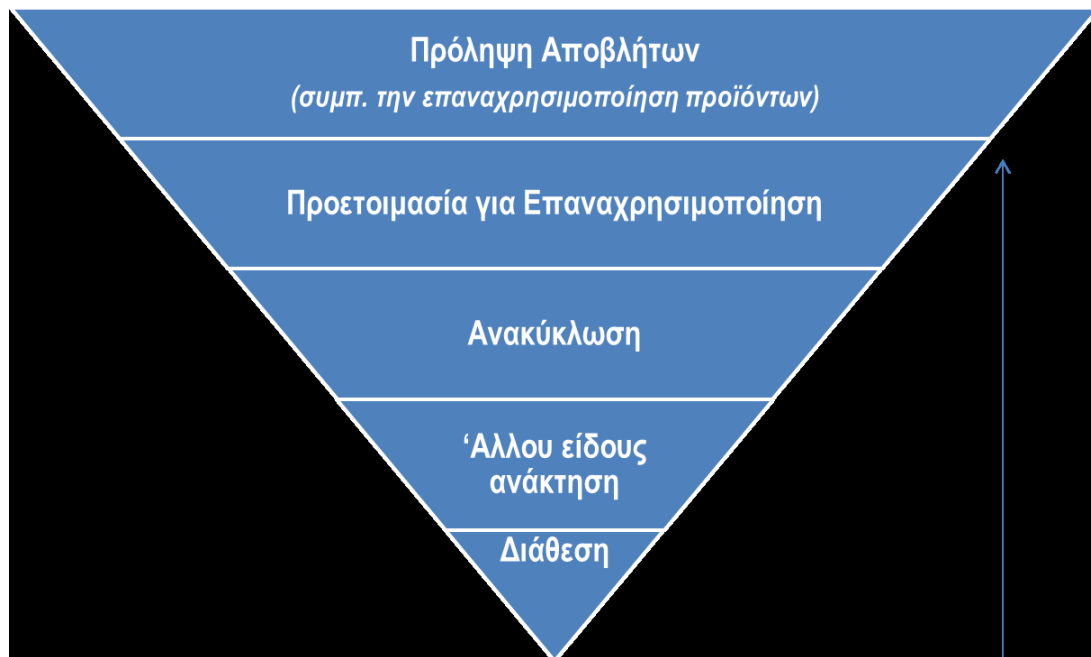 Πρόληψη Αποβλήτων
(συμπ. την επαναχρησιμοποίηση προϊόντων)
Προετοιμασία για Επαναχρησιμοποίηση
Ανακύκλωση
‘Αλλου είδους
ανάκτηση
Διάθεση